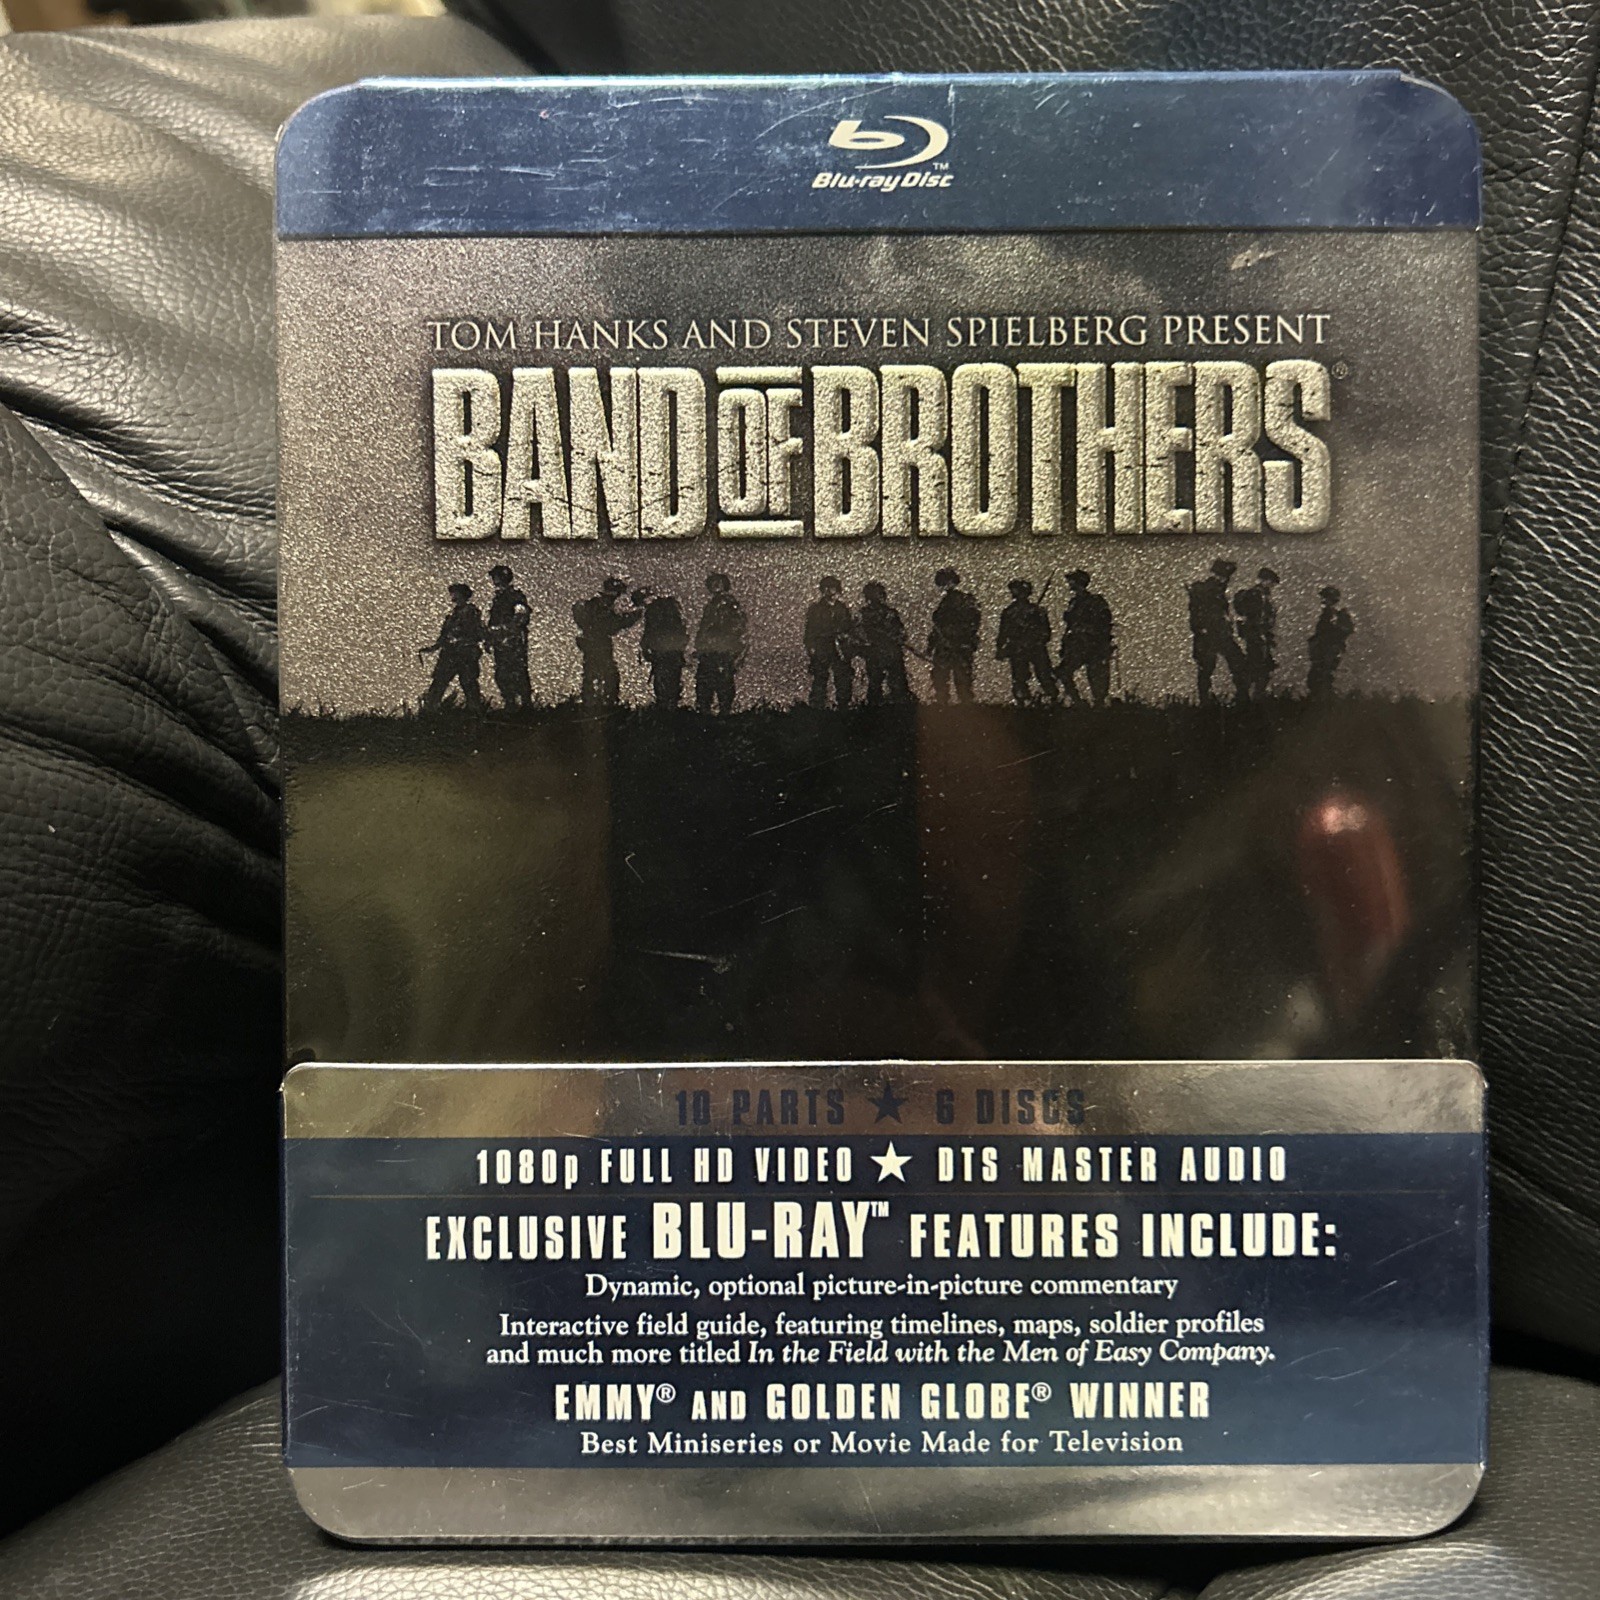 Blu-ray Disc™
TOM HANKS AND STEVEN SPIELBERG PRESENT
BAND OF BROTHERS®
10 PARTS ★ 6 DISCS
1080p FULL HD VIDEO ★ DTS MASTER AUDIO
EXCLUSIVE BLU-RAY™ FEATURES INCLUDE:
Dynamic, optional picture-in-picture commentary
Interactive field guide, featuring timelines, maps, soldier profiles
and much more titled In the Field with the Men of Easy Company.
EMMY® AND GOLDEN GLOBE® WINNER
Best Miniseries or Movie Made for Television